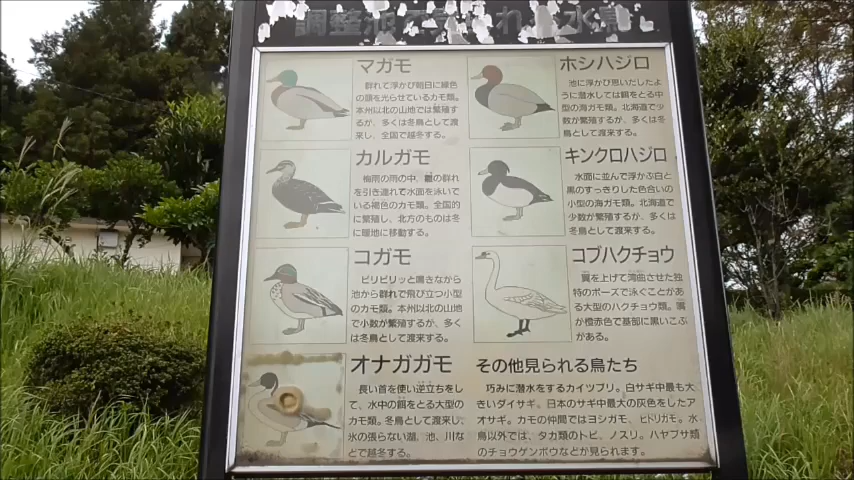 調整池で見られる水鳥
マガモ
群れて浮かび朝日に緑色
の頭を光らせているカモ類。
本州以北の山地では繁殖す
るが、多くは冬鳥として渡
来し、全国で越冬する。
ホシハジロ
池に浮かび思いだしたよ
うに潜水しては餌をとる中
型の海ガモ類。北海道で少
数が繁殖するが、多くは冬
鳥として渡来する。
カルガモ
梅雨の雨の中、雛の群れ
を引き連れて水面を泳いで
いる褐色のカモ類。全国的
に繁殖し、北方のものは冬
に暖地に移動する。
キンクロハジロ
水面に並んで浮かぶ白と
黒のすっきりした色合いの
小型の海ガモ類。北海道で
少数が繁殖するが、多くは
冬鳥として渡来する。
コガモ
ピリピリッと鳴きながら
池から群れで飛び立つ小型
のカモ類。本州以北の山地
で少数が繁殖するが、多く
は冬鳥として渡来する。
コブハクチョウ
翼を上げて湾曲させた独
特のポーズで泳ぐことがあ
る大型のハクチョウ類。嘴
が橙赤色で基部に黒いこぶ
がある。
オナガガモ
長い首を使い逆立ちをし
て、水中の餌をとる大型の
カモ類。冬鳥として渡来し、
氷の張らない湖、池、川な
どで越冬する。
その他見られる鳥たち
巧みに潜水をするカイツブリ。白サギ中最も大
きいダイサギ。日本のサギ中最大の灰色をしたア
オサギ。カモの仲間ではヨシガモ、ヒドリガモ。水
鳥以外では、タカ類のトビ、ノスリ。ハヤブサ類
のチョウゲンボウなどが見られます。